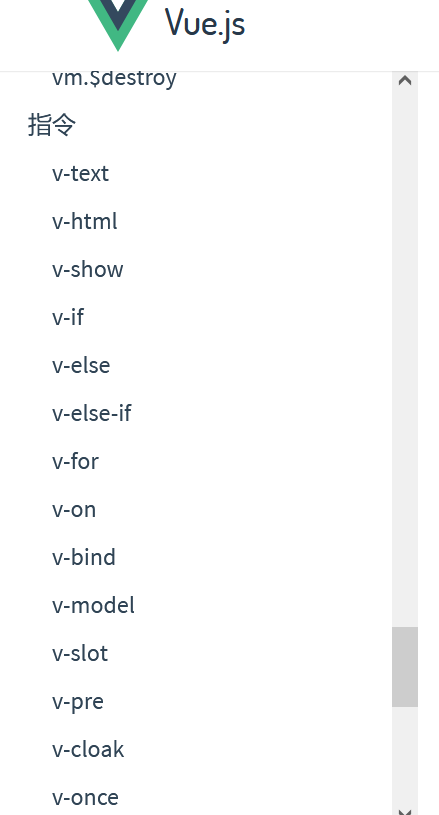 Vue.js
vm.$destroy
指令
v-text
v-html
v-show
v-if
v-else
v-else-if
v-for
v-on
v-bind
v-model
v-slot
v-pre
v-cloak
v-once